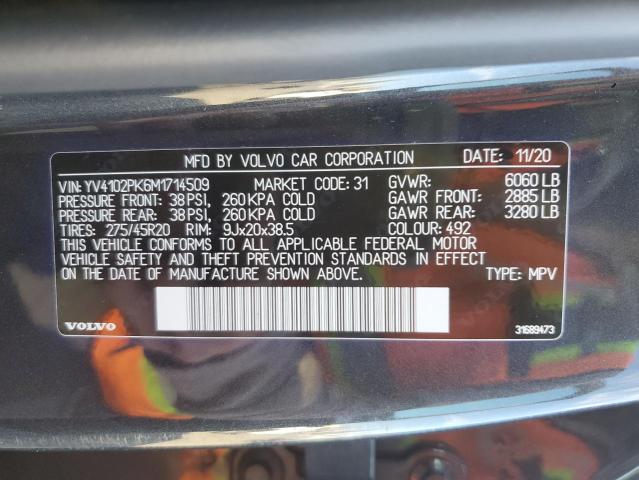 MFD BY VOLVO CAR CORPORATION DATE: 11/20
VIN: YV4102PK6M1714509 MARKET CODE: 31 GVWR: 6060 LB
PRESSURE FRONT: 38 PSI, 260 KPA COLD GAWR FRONT: 2885 LB
PRESSURE REAR: 38 PSI, 260 KPA COLD GAWR REAR: 3280 LB
TIRES: 275/45R20 RIM: 9Jx20x38.5 COLOUR: 492
THIS VEHICLE CONFORMS TO ALL APPLICABLE FEDERAL MOTOR
VEHICLE SAFETY AND THEFT PREVENTION STANDARDS IN EFFECT ON
THE DATE OF MANUFACTURE SHOWN ABOVE. TYPE: MPV
VOLVO 31689473